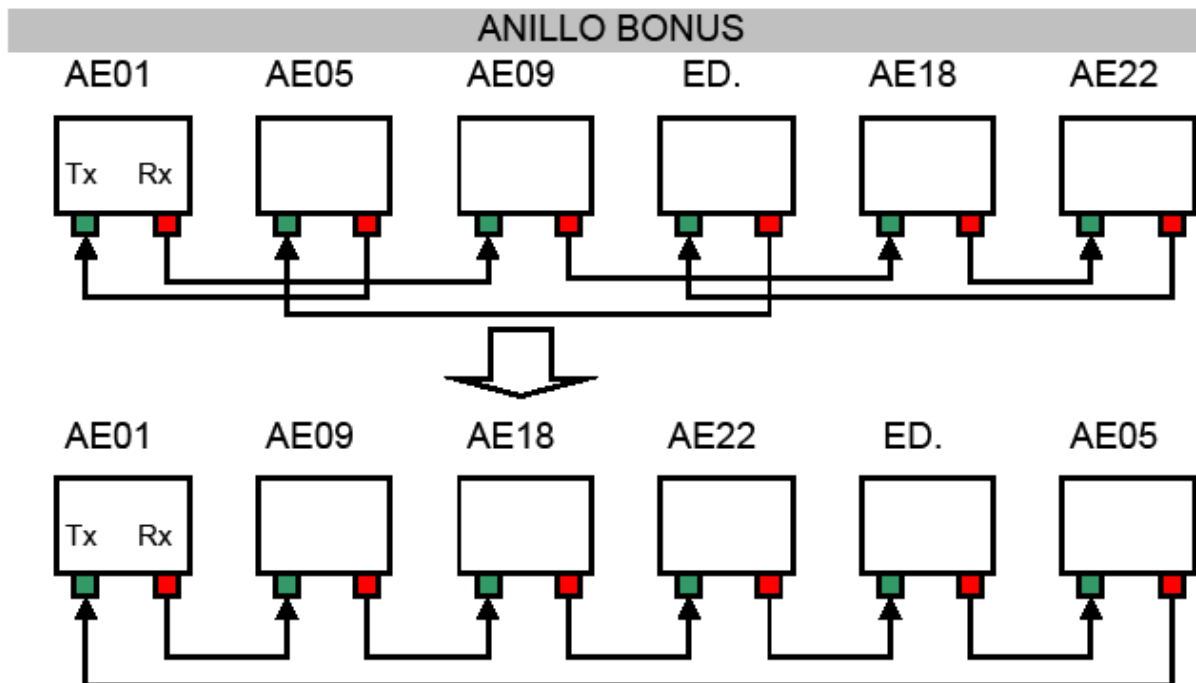 ANILLO BONUS
AE01 AE05 AE09 ED. AE18 AE22
Tx Rx
AE01 AE09 AE18 AE22 ED. AE05
Tx Rx